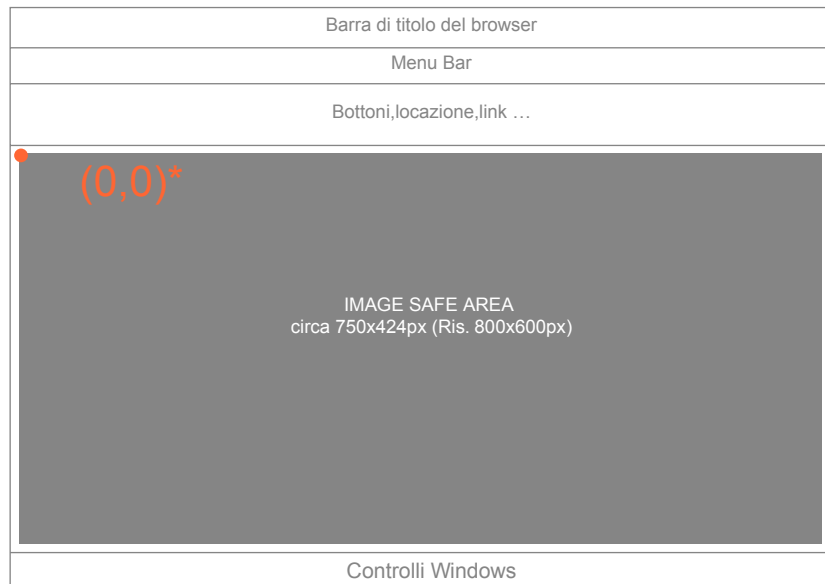 Barra di titolo del browser
Menu Bar
Bottoni,locazione,link …
(0,0)*
IMAGE SAFE AREA
circa 750x424px (Ris. 800x600px)
Controlli Windows